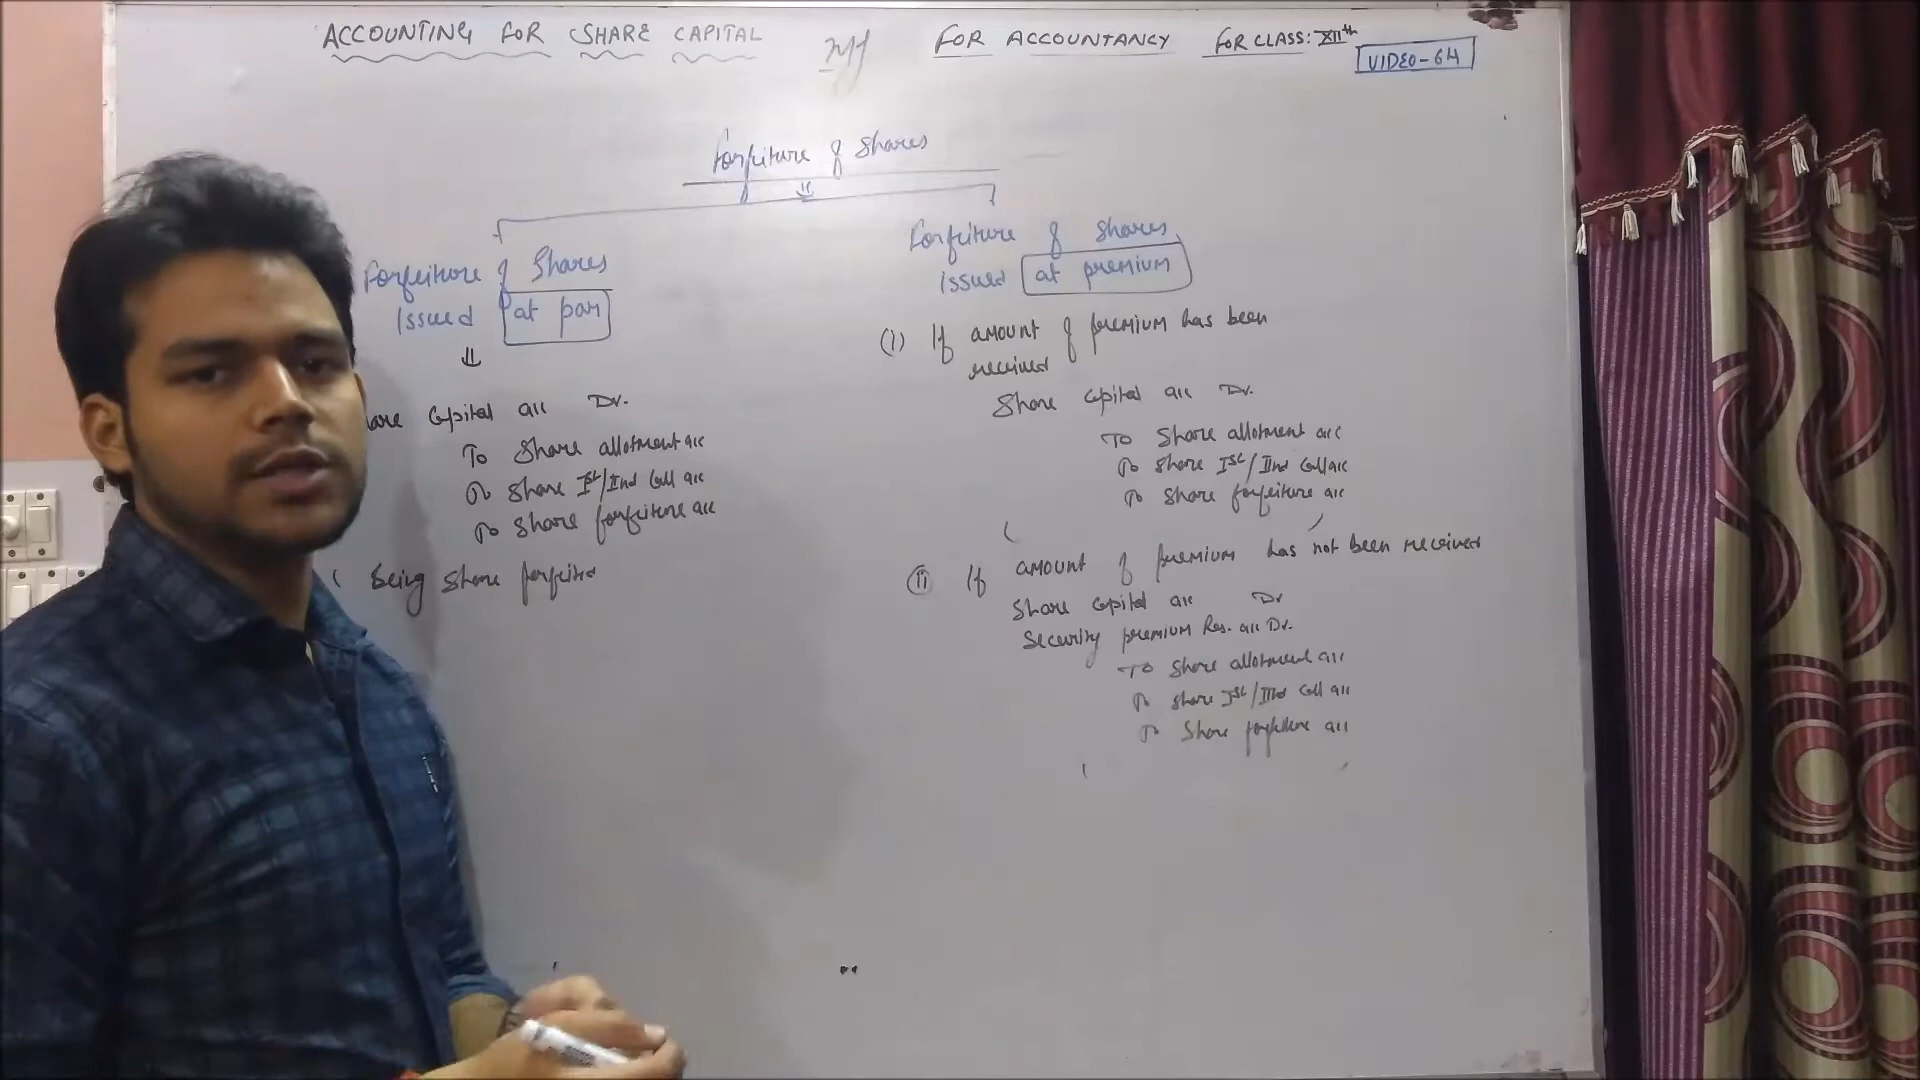 ACCOUNTING FOR SHARE CAPITAL
FOR ACCOUNTANCY FOR CLASS: XIIth
VIDEO-64
Forfeiture of Shares
Forfeiture of Shares
Issued at par
are Capital a/c Dr.
To Share allotment a/c
To Share Ist/IInd Call a/c
To Share forfeiture a/c
( Being Share forfeited
Forfeiture of shares
Issued at premium
(I) If amount of premium has been
received
Share Capital a/c Dr.
To Share allotment a/c
To Share Ist/IInd Call a/c
To Share forfeiture a/c
( )
(II) If amount of premium has not been received
Share Capital a/c Dr
Security premium Res. a/c Dr.
To Share allotment a/c
To Share Ist/IInd Call a/c
To Share forfeiture a/c